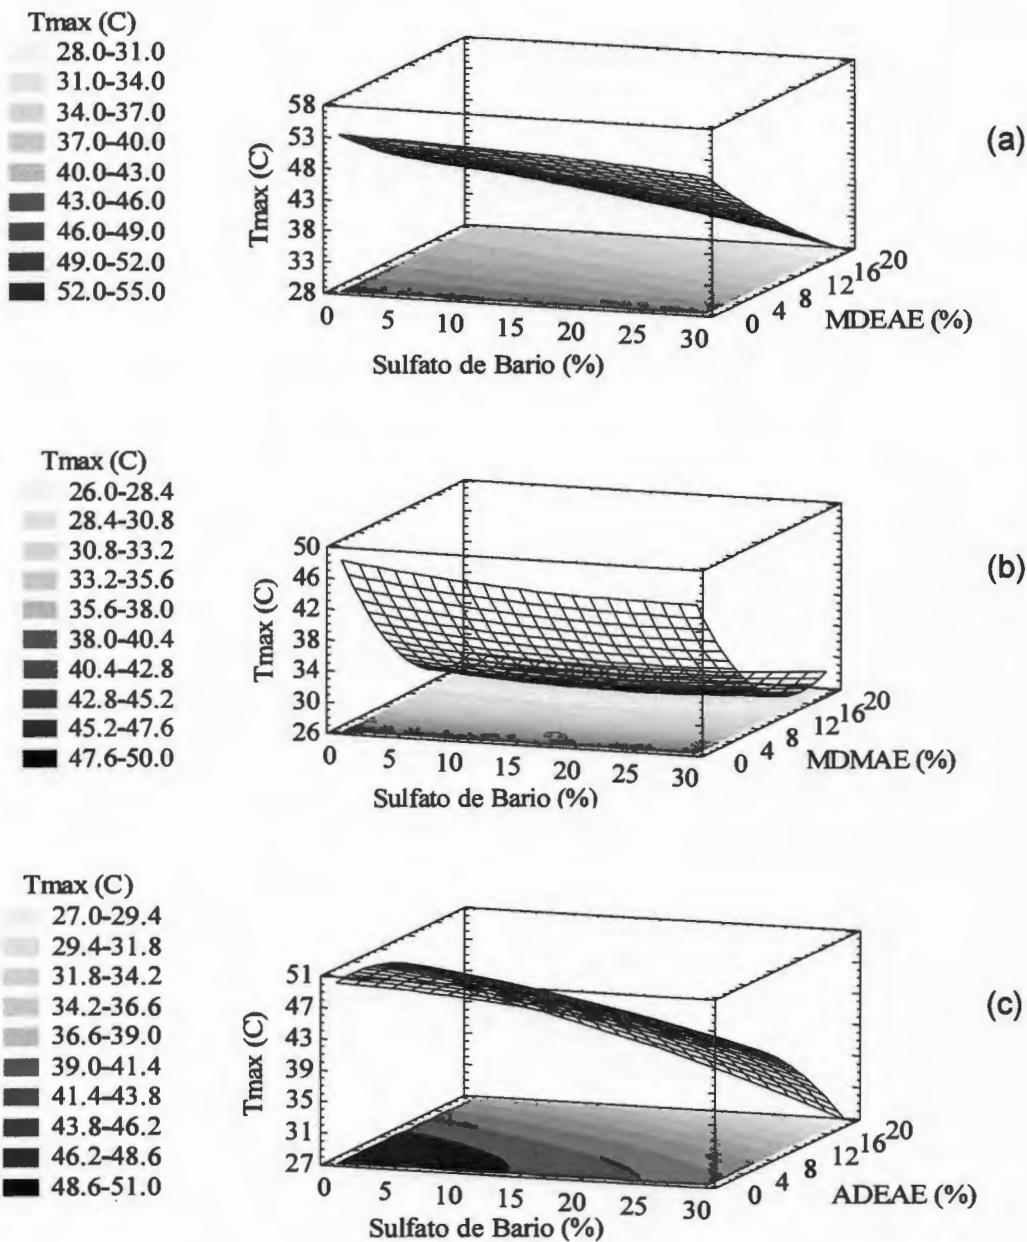 Tmax (C)
28.0-31.0
31.0-34.0
34.0-37.0
37.0-40.0
40.0-43.0
43.0-46.0
46.0-49.0
49.0-52.0
52.0-55.0
Tmax (C)
58
53
48
43
38
33
28
0 5 10 15 20 25 30
Sulfato de Bario (%)
0 4 8 12 16 20
MDEAE (%)
(a)
Tmax (C)
26.0-28.4
28.4-30.8
30.8-33.2
33.2-35.6
35.6-38.0
38.0-40.4
40.4-42.8
42.8-45.2
45.2-47.6
47.6-50.0
Tmax (C)
50
46
42
38
34
30
26
0 5 10 15 20 25 30
Sulfato de Bario (%)
0 4 8 12 16 20
MDMAE (%)
(b)
Tmax (C)
27.0-29.4
29.4-31.8
31.8-34.2
34.2-36.6
36.6-39.0
39.0-41.4
41.4-43.8
43.8-46.2
46.2-48.6
48.6-51.0
Tmax (C)
51
47
43
39
35
31
27
0 5 10 15 20 25 30
Sulfato de Bario (%)
0 4 8 12 16 20
ADEAE (%)
(c)